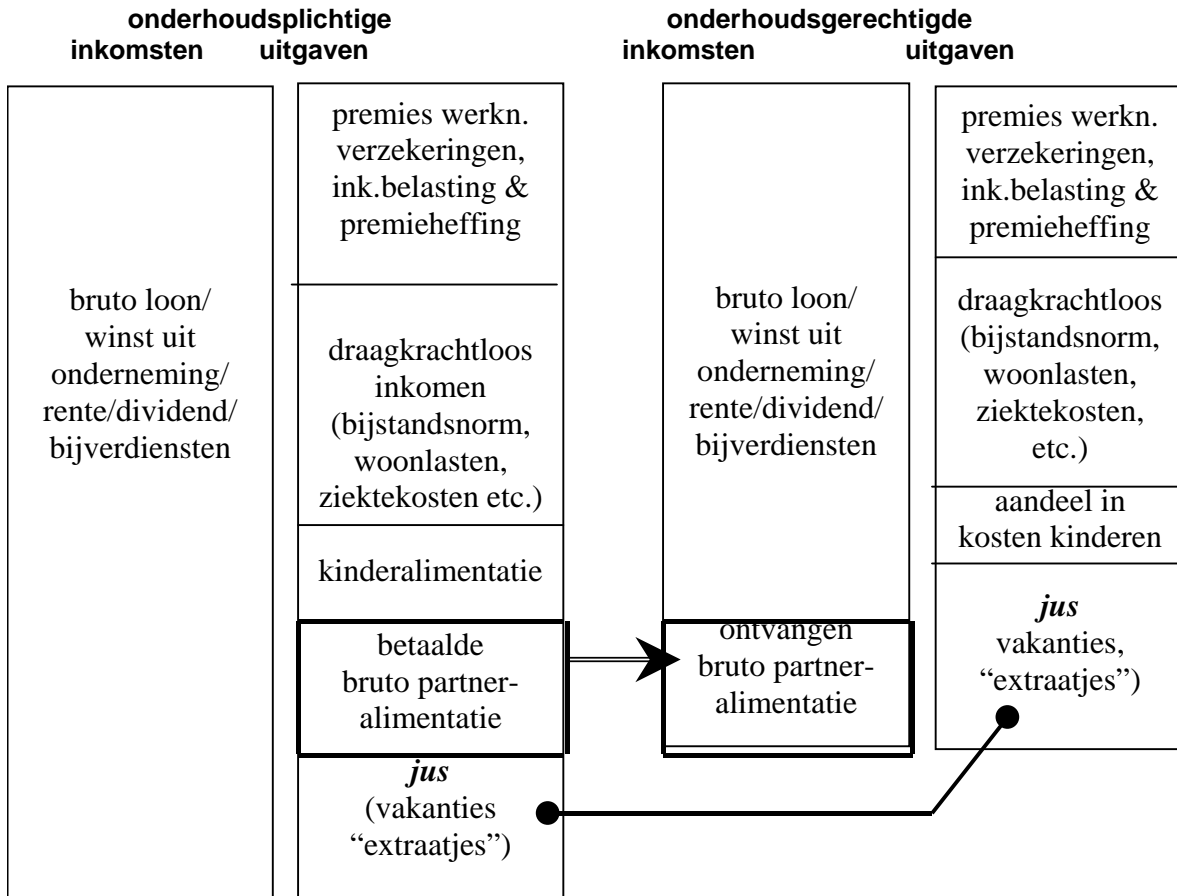 onderhoudsplichtige
inkomsten uitgaven
onderhoudsgerechtigde
inkomsten uitgaven
bruto loon/
winst uit
onderneming/
rente/dividend/
bijverdiensten
premies werkn.
verzekeringen,
ink.belasting &
premieheffing
draagkrachtloos
inkomen
(bijstandsnorm,
woonlasten,
ziektekosten etc.)
kinderalimentatie
betaalde
bruto partner-
alimentatie
jus
(vakanties
“extraatjes”)
bruto loon/
winst uit
onderneming/
rente/dividend/
bijverdiensten
ontvangen
bruto partner-
alimentatie
premies werkn.
verzekeringen,
ink.belasting &
premieheffing
draagkrachtloos
(bijstandsnorm,
woonlasten,
ziektekosten,
etc.)
aandeel in
kosten kinderen
jus
vakanties,
“extraatjes”)